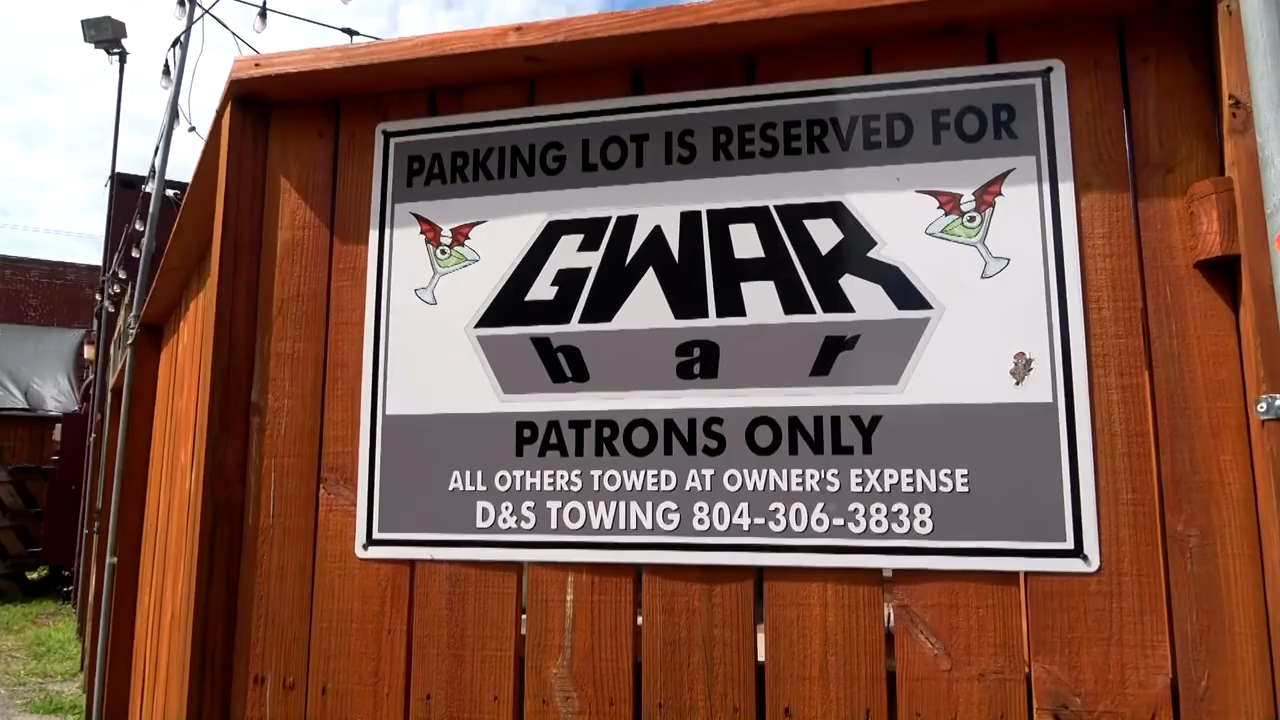 PARKING LOT IS RESERVED FOR
GWAR
bar
PATRONS ONLY
ALL OTHERS TOWED AT OWNER'S EXPENSE
D&S TOWING 804-306-3838